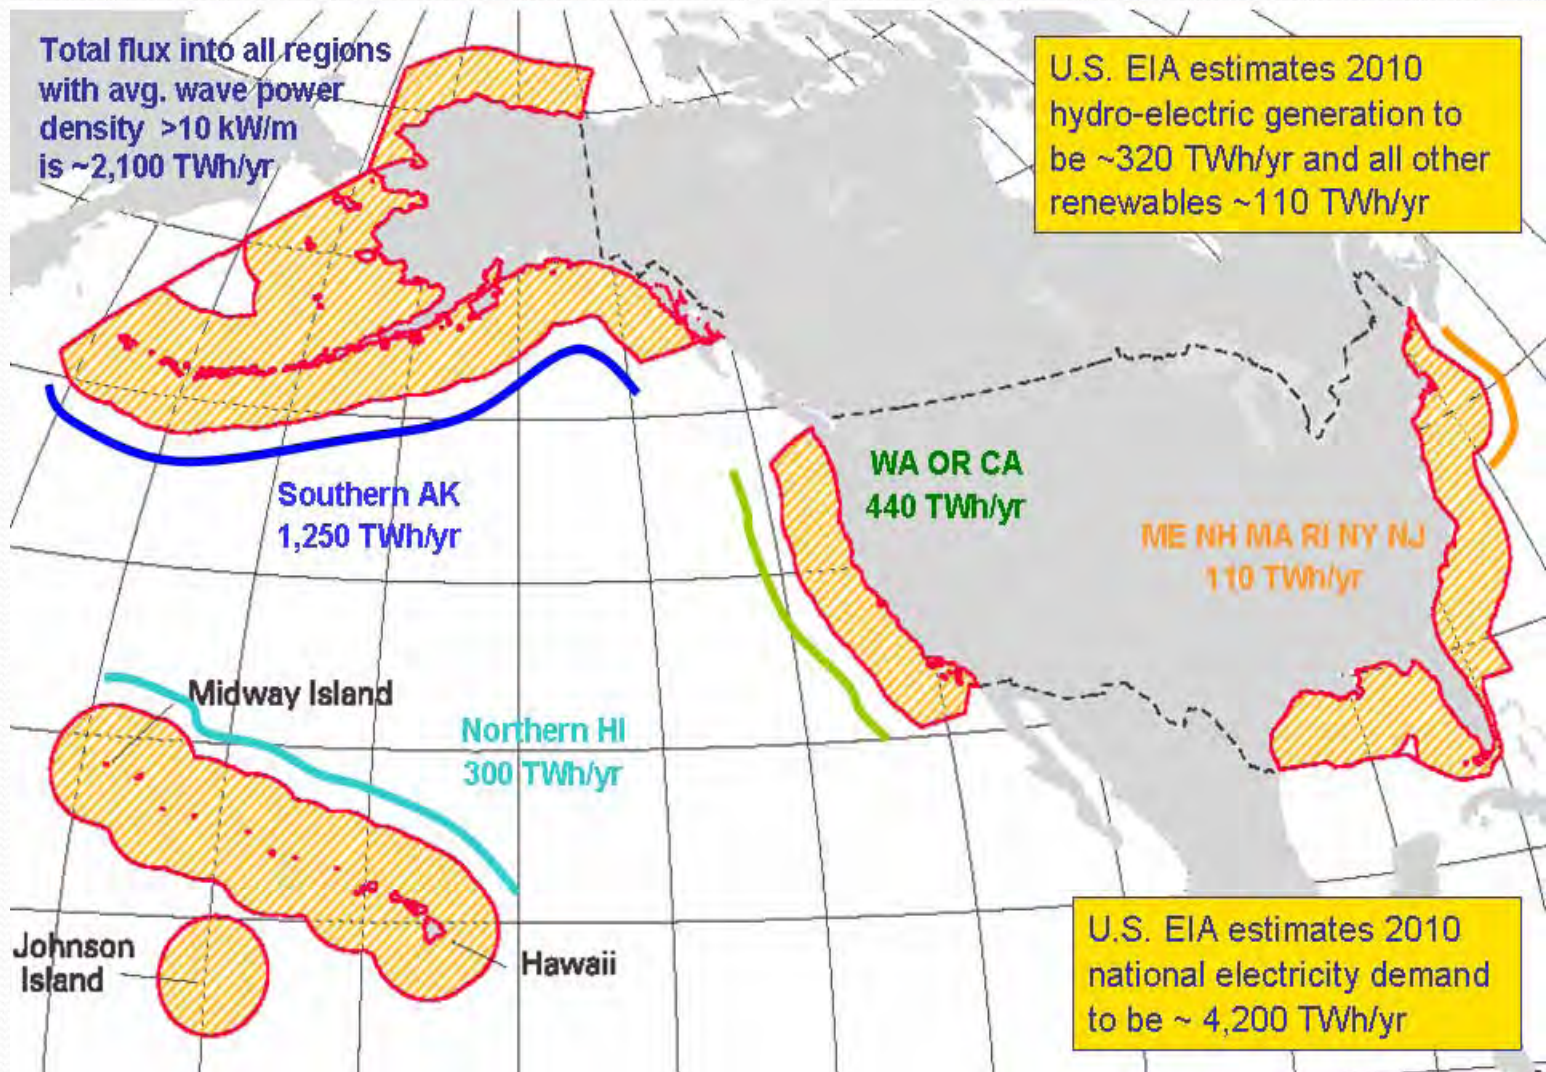 Total flux into all regions
with avg. wave power
density >10 kW/m
is ~2,100 TWh/yr
U.S. EIA estimates 2010
hydro-electric generation to
be ~320 TWh/yr and all other
renewables ~110 TWh/yr
WA OR CA
440 TWh/yr
Southern AK
1,250 TWh/yr
ME NH MA RI NY NJ
110 TWh/yr
Midway Island
Northern HI
300 TWh/yr
Johnson
Island
Hawaii
U.S. EIA estimates 2010
national electricity demand
to be ~ 4,200 TWh/yr